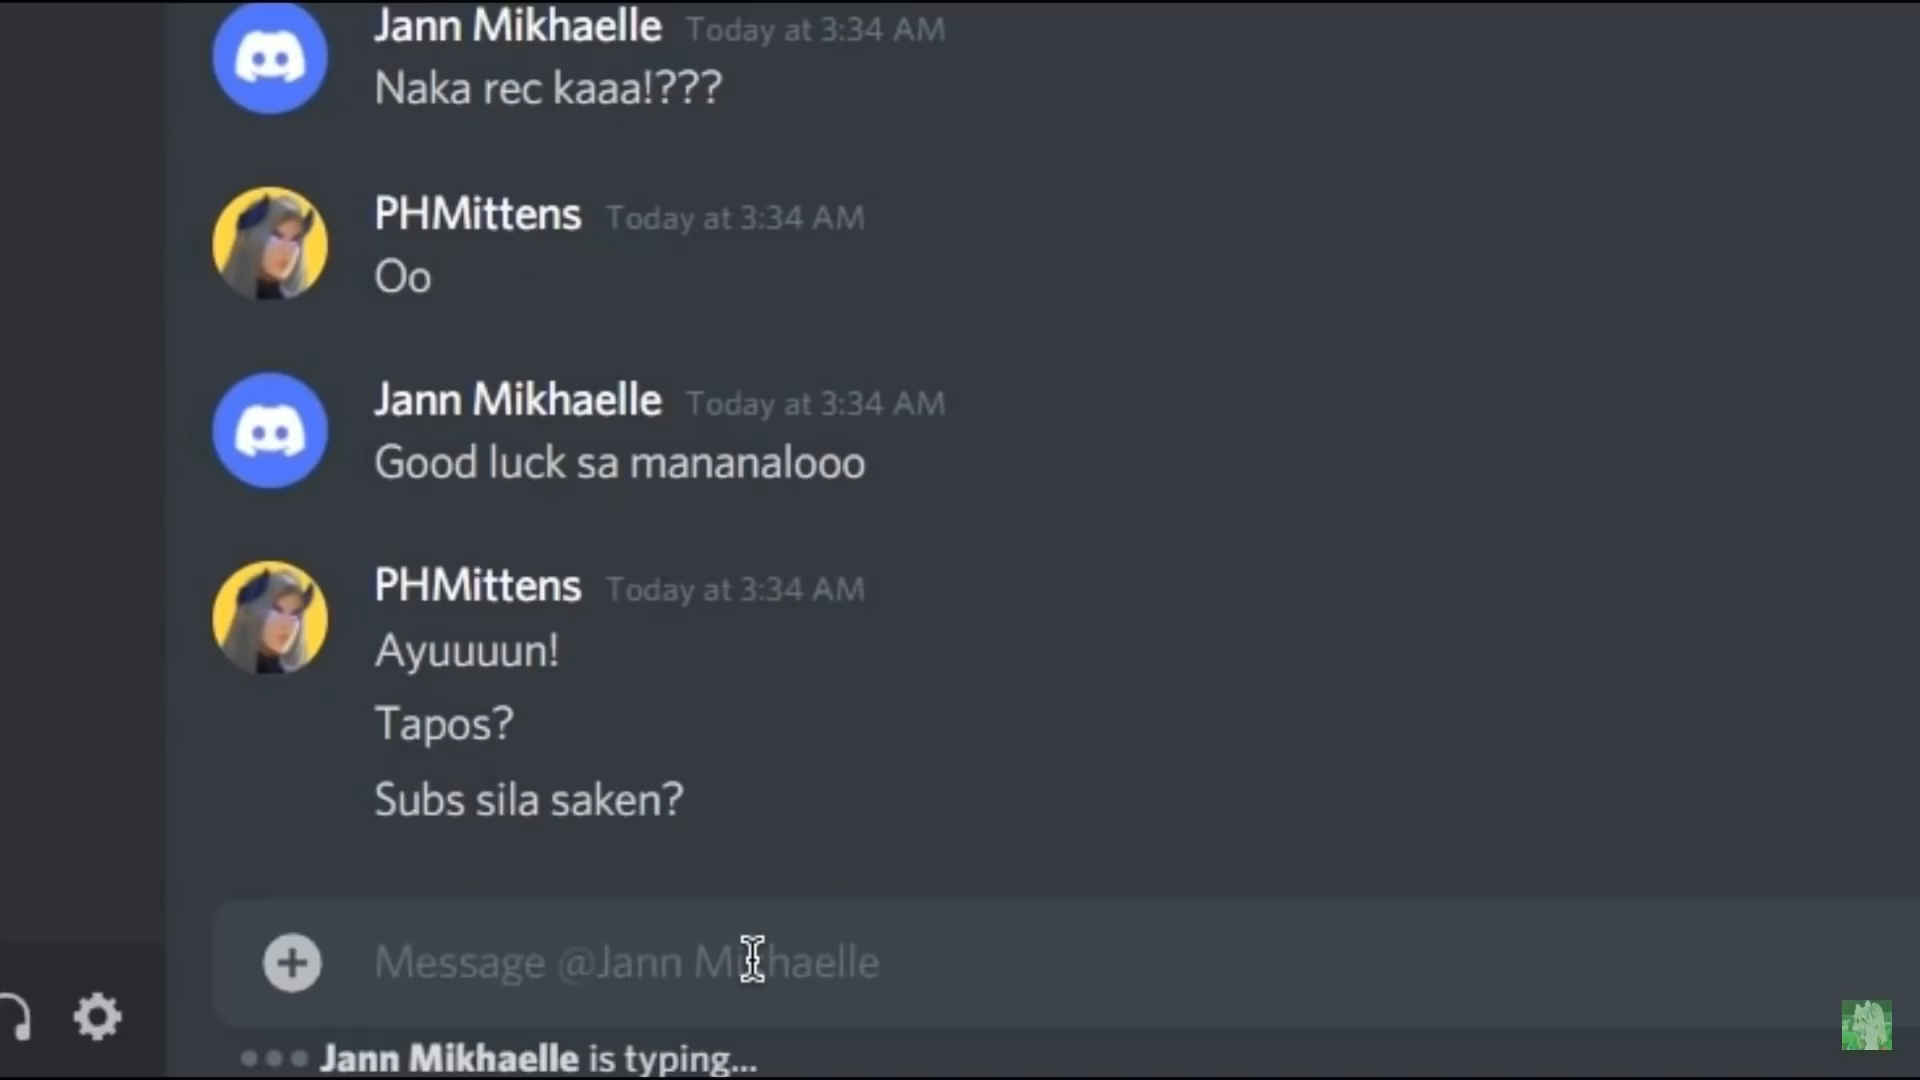 Jann Mikhaelle Today at 3:34 AM
Naka rec kaaa!???
PHMittens Today at 3:34 AM
Oo
Jann Mikhaelle Today at 3:34 AM
Good luck sa mananalooo
PHMittens Today at 3:34 AM
Ayuuuun!
Tapos?
Subs sila saken?
Message @Jann Mikhaelle
Jann Mikhaelle is typing...